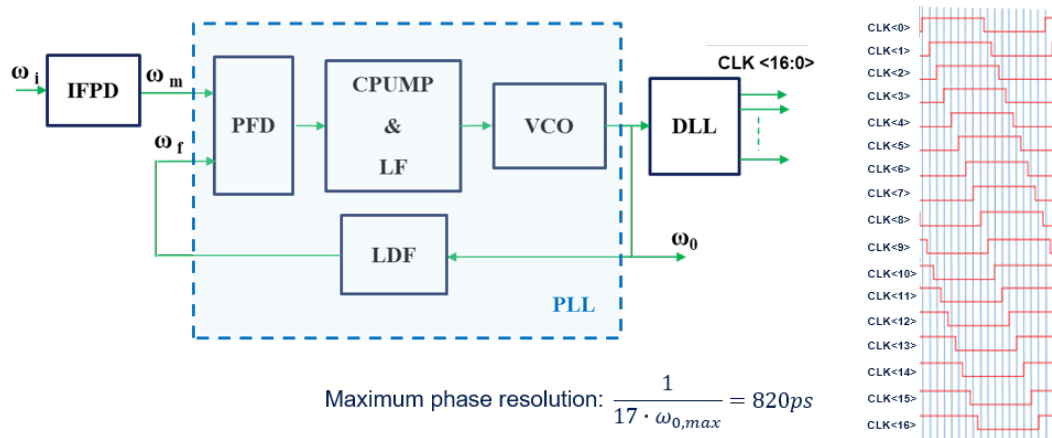 ω i
IFPD
ω m
ω f
PFD
CPUMP
&
LF
VCO
LDF
PLL
DLL
CLK <16:0>
ω0
Maximum phase resolution: 1 / (17 · ω0,max) = 820ps
CLK<0>
CLK<1>
CLK<2>
CLK<3>
CLK<4>
CLK<5>
CLK<6>
CLK<7>
CLK<8>
CLK<9>
CLK<10>
CLK<11>
CLK<12>
CLK<13>
CLK<14>
CLK<15>
CLK<16>